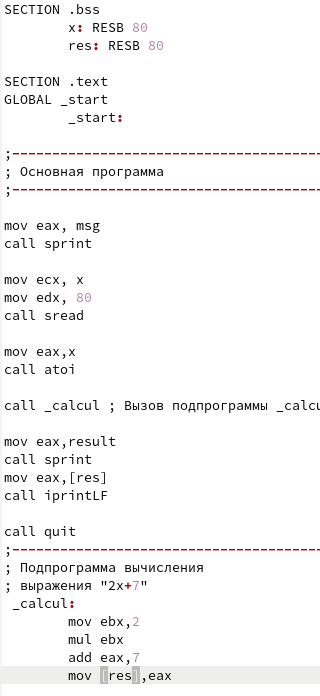 SECTION .bss
x: RESB 80
res: RESB 80
SECTION .text
GLOBAL _start
_start:
;------------------------------------------
; Основная программа
;------------------------------------------
mov eax, msg
call sprint
mov ecx, x
mov edx, 80
call sread
mov eax,x
call atoi
call _calcul ; Вызов подпрограммы _calcu
mov eax,result
call sprint
mov eax,[res]
call iprintLF
call quit
;------------------------------------------
; Подпрограмма вычисления
; выражения "2x+7"
_calcul:
mov ebx,2
mul ebx
add eax,7
mov [res],eax